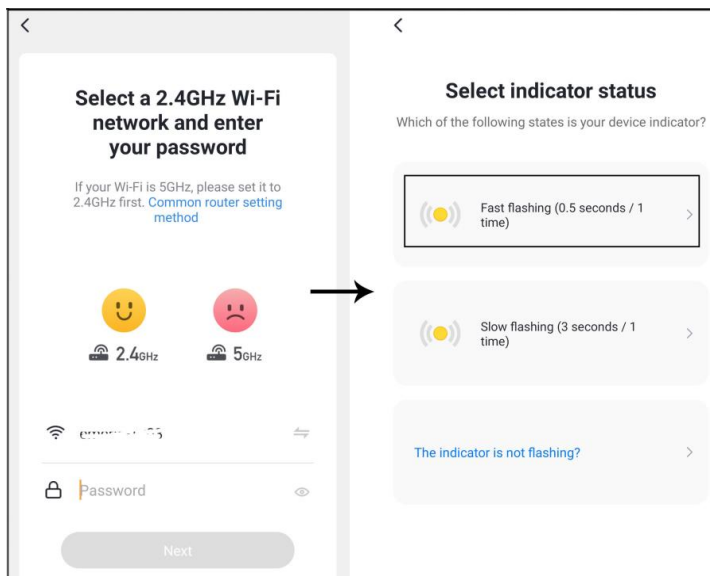 Select a 2.4GHz Wi-Fi
network and enter
your password
If your Wi-Fi is 5GHz, please set it to
2.4GHz first. Common router setting
method
2.4GHz
5GHz
Password
Next
Select indicator status
Which of the following states is your device indicator?
Fast flashing (0.5 seconds / 1
time)
Slow flashing (3 seconds / 1
time)
The indicator is not flashing?